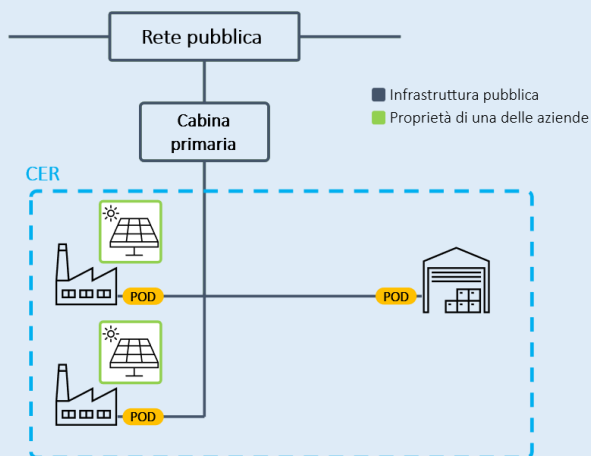 Rete pubblica
Infrastruttura pubblica
Proprietà di una delle aziende
Cabina
primaria
CER
POD
POD
POD